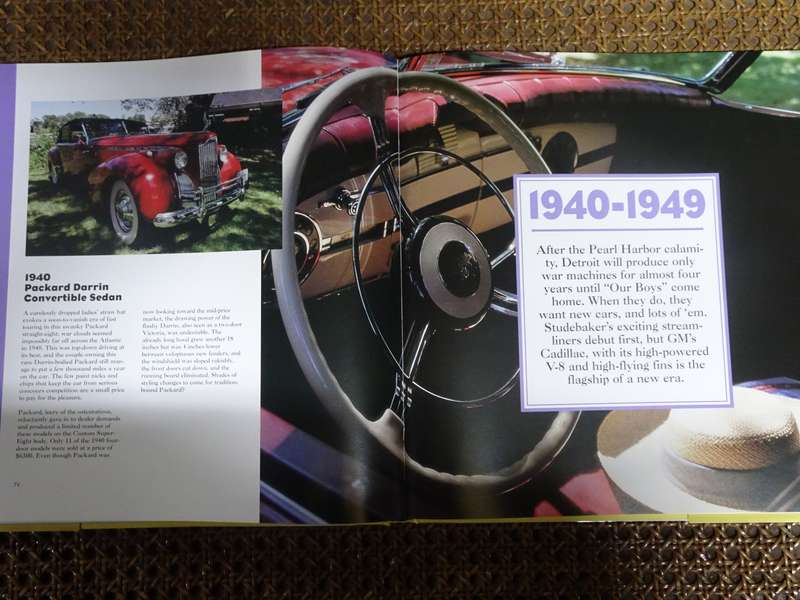 1940
Packard Darrin
Convertible Sedan
A carelessly dropped ladies' straw hat
evokes a soon-to-vanish era of fast
touring in this swanky Packard
straight-eight; war clouds seemed
impossibly far off across the Atlantic
in 1940. This was top-down driving at
its best, and the couple owning this
rare Darrin-bodied Packard still man-
age to put a few thousand miles a year
on the car. The few paint nicks and
chips that keep the car from serious
concours competition are a small price
to pay for the pleasure.
Packard, leery of the ostentatious,
reluctantly gave in to dealer demands
and produced a limited number of
these models on the Custom Super-
Eight body. Only 11 of the 1940 four-
door models were sold at a price of
$6300. Even though Packard was
74
now looking toward the mid-price
market, the drawing power of the
flashy Darrin, also seen as a two-door
Victoria, was undeniable. The
already long hood grew another 18
inches but was 4 inches lower
between voluptuous new fenders, and
the windshield was sloped rakishly,
the front doors cut down, and the
running board eliminated. Shades of
styling changes to come for tradition-
bound Packard?
1940-1949
After the Pearl Harbor calami-
ty, Detroit will produce only
war machines for almost four
years until "Our Boys" come
home. When they do, they
want new cars, and lots of 'em.
Studebaker's exciting stream-
liners debut first, but GM's
Cadillac, with its high-powered
V-8 and high-flying fins is the
flagship of a new era.